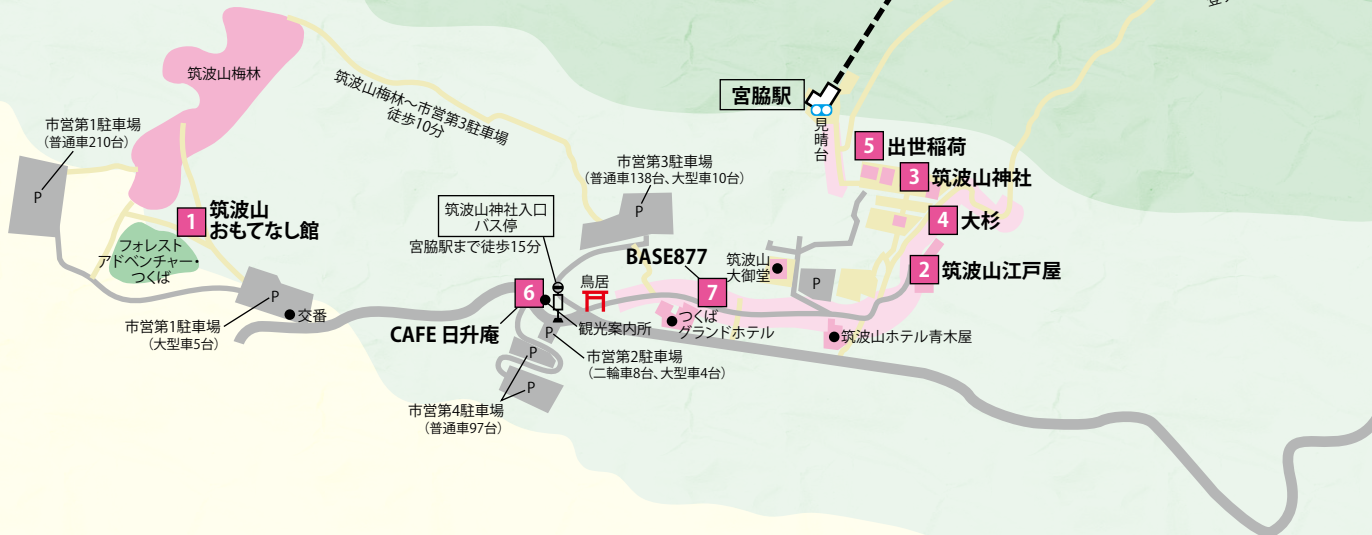 登
筑波山梅林
筑波山梅林～市営第3駐車場
徒歩10分
宮脇駅
見晴台
市営第1駐車場
（普通車210台）
P
5 出世稲荷
3 筑波山神社
市営第3駐車場
（普通車138台、大型車10台）
P
4 大杉
1 筑波山
おもてなし館
筑波山神社入口
バス停
宮脇駅まで徒歩15分
フォレスト
アドベンチャー・
つくば
BASE877
7
筑波山
大御堂
P
2 筑波山江戸屋
鳥居
6
CAFE 日升庵
P
交番
市営第1駐車場
（大型車5台）
観光案内所
つくば
グランドホテル
筑波山ホテル青木屋
P
市営第2駐車場
（二輪車8台、大型車4台）
P
P
市営第4駐車場
（普通車97台）